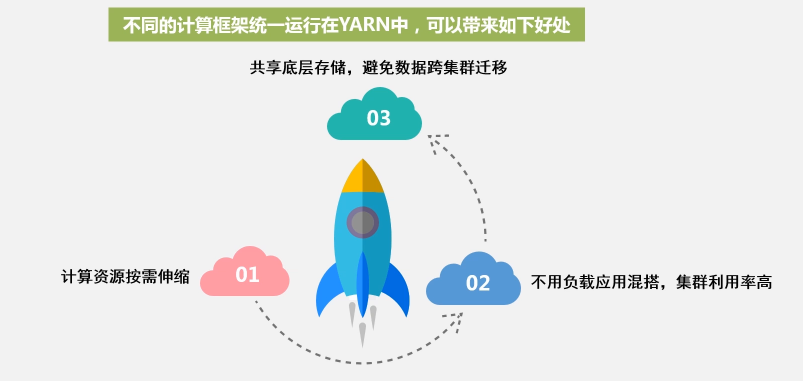 不同的计算框架统一运行在YARN中，可以带来如下好处
共享底层存储，避免数据跨集群迁移
03
计算资源按需伸缩
01
02
不用负载应用混搭，集群利用率高